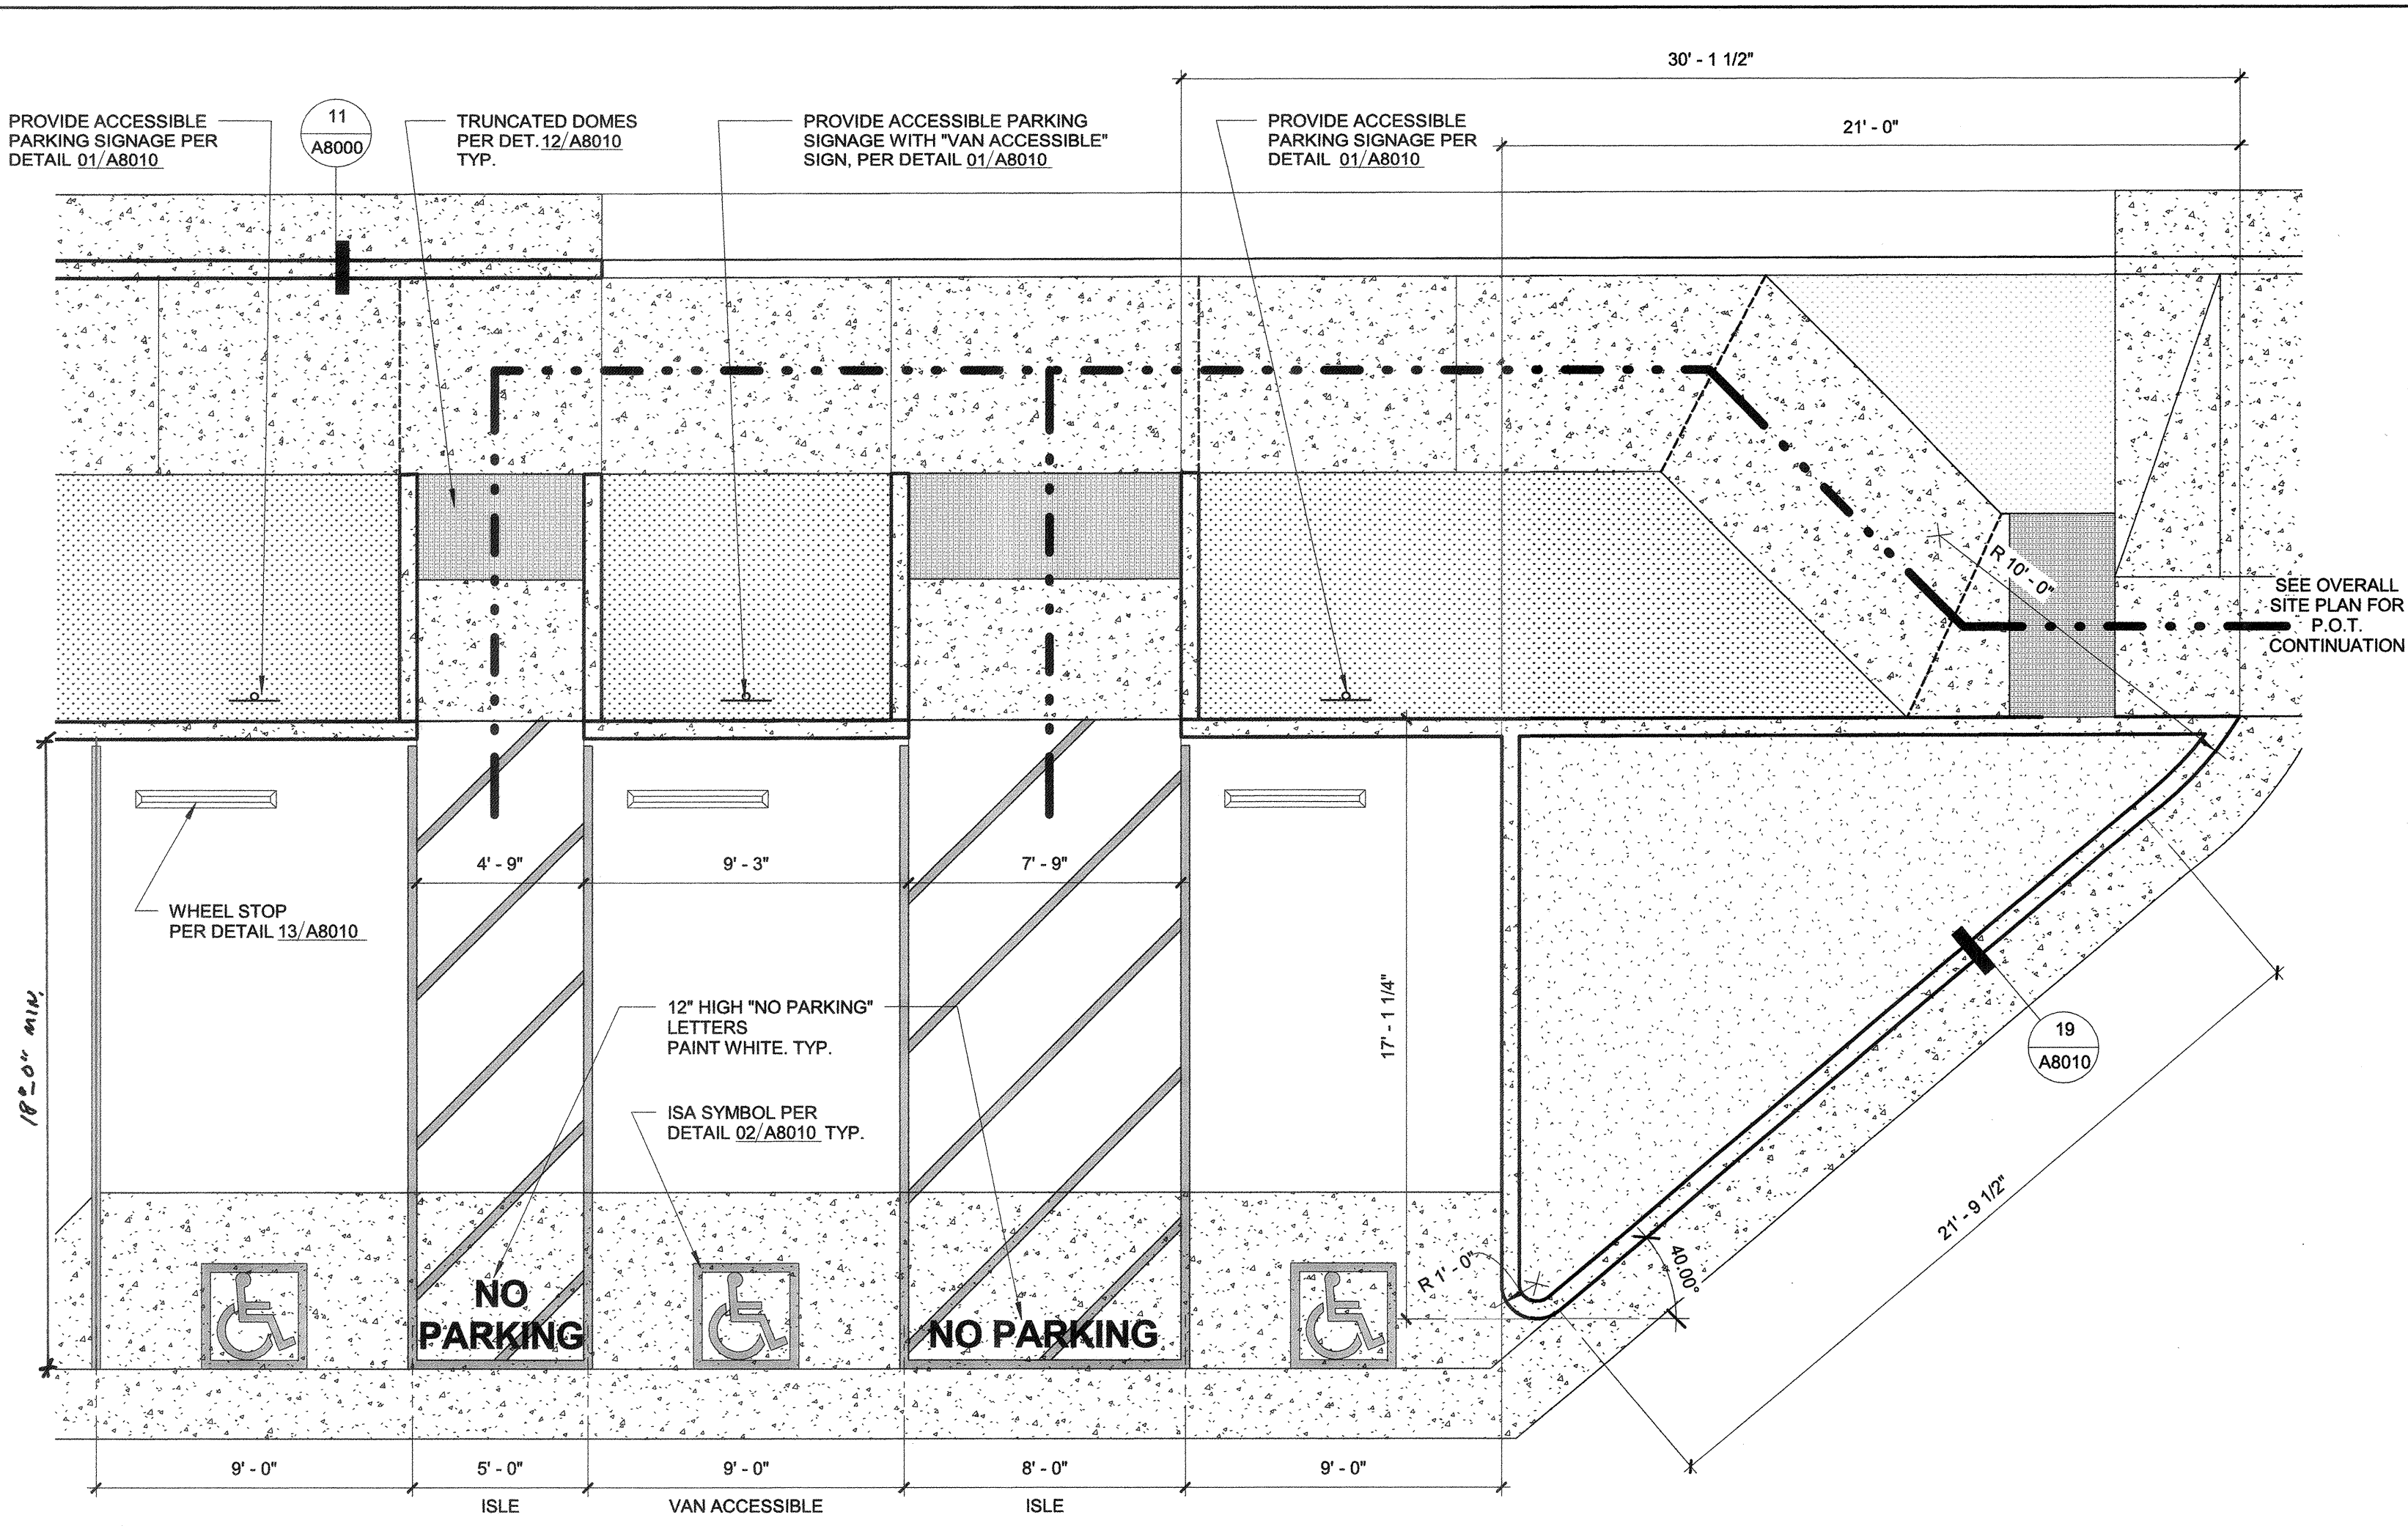 30' - 1 1/2"
21' - 0"
PROVIDE ACCESSIBLE
PARKING SIGNAGE PER
DETAIL 01/A8010
11
A8000
TRUNCATED DOMES
PER DET. 12/A8010
TYP.
PROVIDE ACCESSIBLE PARKING
SIGNAGE WITH "VAN ACCESSIBLE"
SIGN, PER DETAIL 01/A8010
PROVIDE ACCESSIBLE
PARKING SIGNAGE PER
DETAIL 01/A8010
R 10' - 0"
SEE OVERALL
SITE PLAN FOR
P.O.T.
CONTINUATION
4' - 9"
9' - 3"
7' - 9"
WHEEL STOP
PER DETAIL 13/A8010
18'-0" MIN.
12" HIGH "NO PARKING"
LETTERS
PAINT WHITE. TYP.
17' - 1 1/4"
19
A8010
ISA SYMBOL PER
DETAIL 02/A8010 TYP.
21' - 9 1/2"
R 1' - 0"
40.00°
NO
PARKING
NO PARKING
9' - 0"
5' - 0"
9' - 0"
8' - 0"
9' - 0"
ISLE
VAN ACCESSIBLE
ISLE